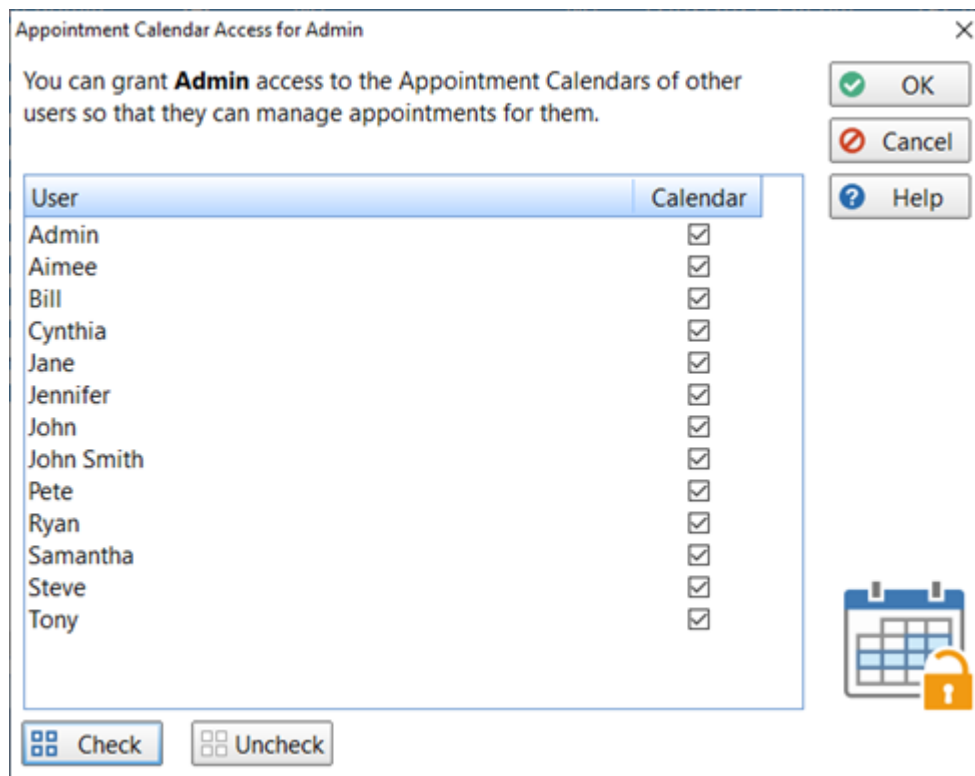 Appointment Calendar Access for Admin
You can grant Admin access to the Appointment Calendars of other
users so that they can manage appointments for them.
OK
Cancel
Help
User Calendar
Admin
Aimee
Bill
Cynthia
Jane
Jennifer
John
John Smith
Pete
Ryan
Samantha
Steve
Tony
Check Uncheck